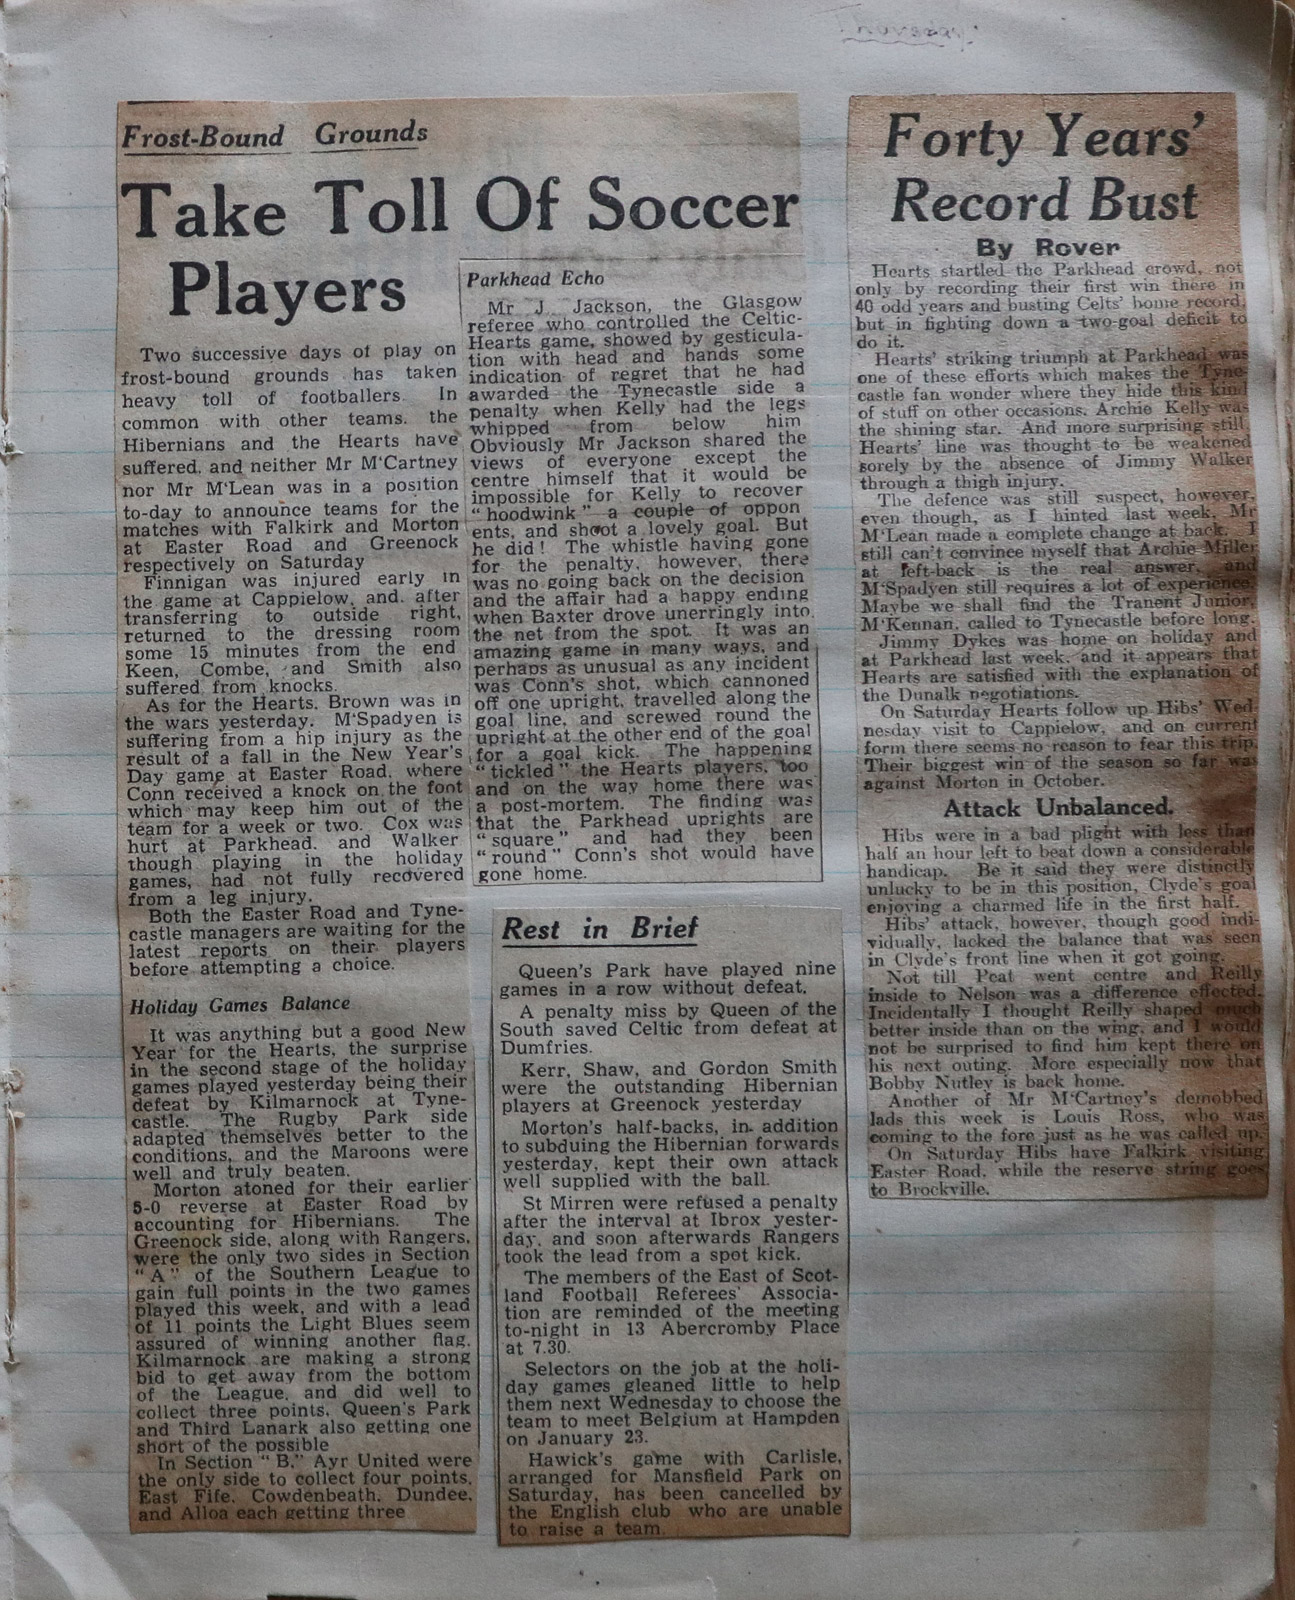 Thursday.
Frost-Bound Grounds
Take Toll Of Soccer
Players
Two successive days of play on
frost-bound grounds has taken
heavy toll of footballers. In
common with other teams, the
Hibernians and the Hearts have
suffered, and neither Mr M'Cartney
nor Mr M'Lean was in a position
to-day to announce teams for the
matches with Falkirk and Morton
at Easter Road and Greenock
respectively on Saturday
Finnigan was injured early in
the game at Cappielow, and, after
transferring to outside right,
returned to the dressing room
some 15 minutes from the end
Keen, Combe, and Smith also
suffered from knocks.
As for the Hearts, Brown was in
the wars yesterday. M'Spadyen is
suffering from a hip injury as the
result of a fall in the New Year's
Day game at Easter Road, where
Conn received a knock on the foot
which may keep him out of the
team for a week or two. Cox was
hurt at Parkhead, and Walker
though playing in the holiday
games, had not fully recovered
from a leg injury.
Both the Easter Road and Tyne-
castle managers are waiting for the
latest reports on their players
before attempting a choice.
Holiday Games Balance
It was anything but a good New
Year for the Hearts, the surprise
in the second stage of the holiday
games played yesterday being their
defeat by Kilmarnock at Tyne-
castle. The Rugby Park side
adapted themselves better to the
conditions, and the Maroons were
well and truly beaten.
Morton atoned for their earlier
5-0 reverse at Easter Road by
accounting for Hibernians. The
Greenock side, along with Rangers,
were the only two sides in Section
"A" of the Southern League to
gain full points in the two games
played this week, and with a lead
of 11 points the Light Blues seem
assured of winning another flag.
Kilmarnock are making a strong
bid to get away from the bottom
of the League, and did well to
collect three points, Queen's Park
and Third Lanark also getting one
short of the possible
In Section "B," Ayr United were
the only side to collect four points,
East Fife, Cowdenbeath, Dundee,
and Alloa each getting three
Parkhead Echo
Mr J Jackson, the Glasgow
referee who controlled the Celtic-
Hearts game, showed by gesticula-
tion with head and hands some
indication of regret that he had
awarded the Tynecastle side a
penalty when Kelly had the legs
whipped from below him
Obviously Mr Jackson shared the
views of everyone except the
centre himself that it would be
impossible for Kelly to recover
"hoodwink" a couple of oppon
ents, and shoot a lovely goal. But
he did! The whistle having gone
for the penalty, however, there
was no going back on the decision
and the affair had a happy ending
when Baxter drove unerringly into
the net from the spot. It was an
amazing game in many ways, and
perhaps as unusual as any incident
was Conn's shot, which cannoned
off one upright, travelled along the
goal line, and screwed round the
upright at the other end of the goal
for a goal kick. The happening
"tickled" the Hearts players, too
and on the way home there was
a post-mortem. The finding was
that the Parkhead uprights are
"square" and had they been
"round" Conn's shot would have
gone home.
Rest in Brief
Queen's Park have played nine
games in a row without defeat.
A penalty miss by Queen of the
South saved Celtic from defeat at
Dumfries.
Kerr, Shaw, and Gordon Smith
were the outstanding Hibernian
players at Greenock yesterday
Morton's half-backs, in addition
to subduing the Hibernian forwards
yesterday, kept their own attack
well supplied with the ball.
St Mirren were refused a penalty
after the interval at Ibrox yester-
day, and soon afterwards Rangers
took the lead from a spot kick.
The members of the East of Scot-
land Football Referees' Associa-
tion are reminded of the meeting
to-night in 13 Abercromby Place
at 7.30.
Selectors on the job at the holi-
day games gleaned little to help
them next Wednesday to choose the
team to meet Belgium at Hampden
on January 23.
Hawick's game with Carlisle,
arranged for Mansfield Park on
Saturday, has been cancelled by
the English club who are unable
to raise a team.
Forty Years'
Record Bust
By Rover
Hearts startled the Parkhead crowd, not
only by recording their first win there in
40 odd years and busting Celts' home record,
but in fighting down a two-goal deficit to
do it.
Hearts' striking triumph at Parkhead was
one of these efforts which makes the Tyne-
castle fan wonder where they hide this kind
of stuff on other occasions. Archie Kelly was
the shining star. And more surprising still,
Hearts' line was thought to be weakened
sorely by the absence of Jimmy Walker
through a thigh injury.
The defence was still suspect, however,
even though, as I hinted last week, Mr
M'Lean made a complete change at back. I
still can't convince myself that Archie Miller
at left-back is the real answer, and
M'Spadyen still requires a lot of experience.
Maybe we shall find the Tranent Junior,
M'Kennan, called to Tynecastle before long.
Jimmy Dykes was home on holiday and
at Parkhead last week, and it appears that
Hearts are satisfied with the explanation of
the Dunalk negotiations.
On Saturday Hearts follow up Hibs' Wed-
nesday visit to Cappielow, and on current
form there seems no reason to fear this trip.
Their biggest win of the season so far was
against Morton in October.
Attack Unbalanced.
Hibs were in a bad plight with less than
half an hour left to beat down a considerable
handicap. Be it said they were distinctly
unlucky to be in this position, Clyde's goal
enjoying a charmed life in the first half.
Hibs' attack, however, though good indi-
vidually, lacked the balance that was seen
in Clyde's front line when it got going.
Not till Peat went centre and Reilly
inside to Nelson was a difference effected.
Incidentally I thought Reilly shaped much
better inside than on the wing, and I would
not be surprised to find him kept there on
his next outing. More especially now that
Bobby Nutley is back home.
Another of Mr M'Cartney's demobbed
lads this week is Louis Ross, who was
coming to the fore just as he was called up.
On Saturday Hibs have Falkirk visiting
Easter Road, while the reserve string goes
to Brockville.